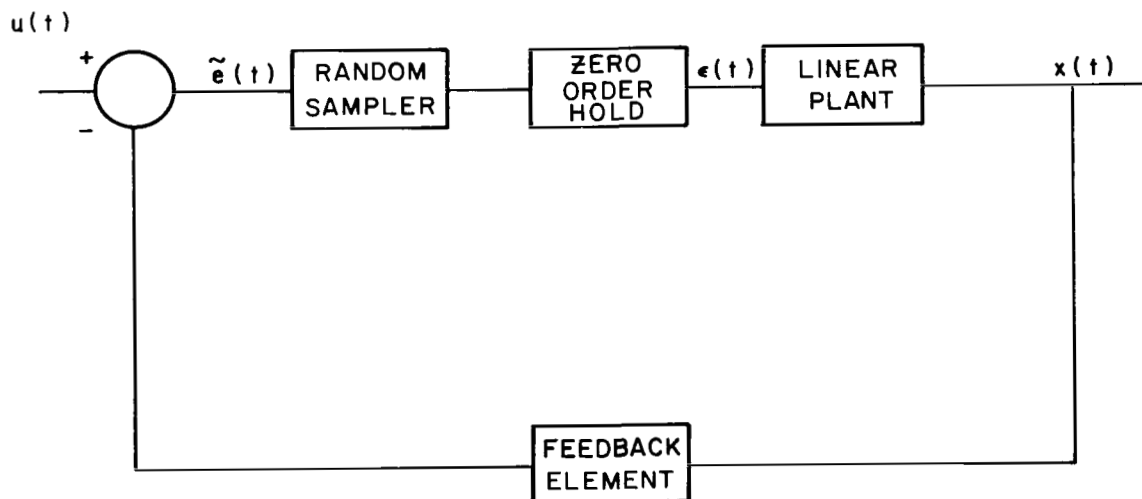 u(t)
+
−
ẽ(t)
RANDOM
SAMPLER
ZERO
ORDER
HOLD
ϵ(t)
LINEAR
PLANT
x(t)
FEEDBACK
ELEMENT